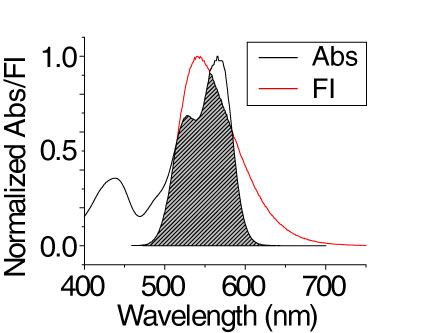 Normalized Abs/Fl
1.0
0.5
0.0
Abs
Fl
400 500 600 700
Wavelength (nm)